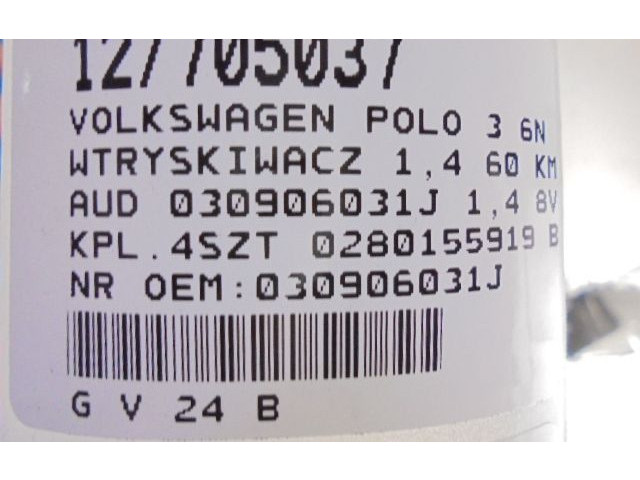 127705037
VOLKSWAGEN POLO 3 6N
WTRYSKIWACZ 1,4 60 KM
AUD 030906031J 1,4 8V
KPL.4SZT 0280155919 B
NR OEM:030906031J
G V 24 B